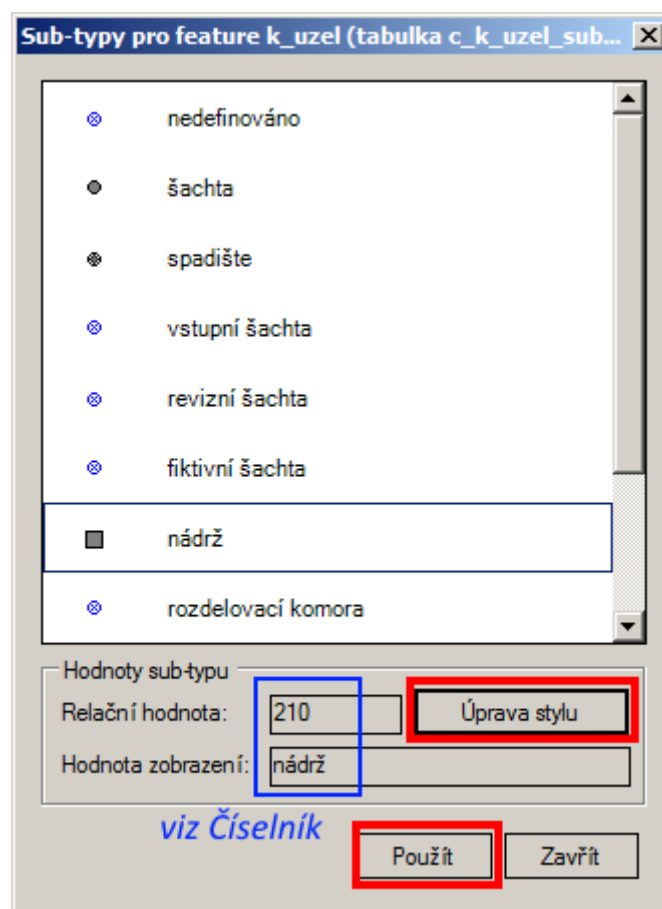 Sub-typy pro feature k_uzel (tabulka c_k_uzel_sub...
nedefinováno
šachta
spadište
vstupní šachta
revizní šachta
fiktivní šachta
nádrž
rozdelovací komora
Hodnoty sub-typu
Relační hodnota: 210 Úprava stylu
Hodnota zobrazení: nádrž
viz Číselník
Použít Zavřít